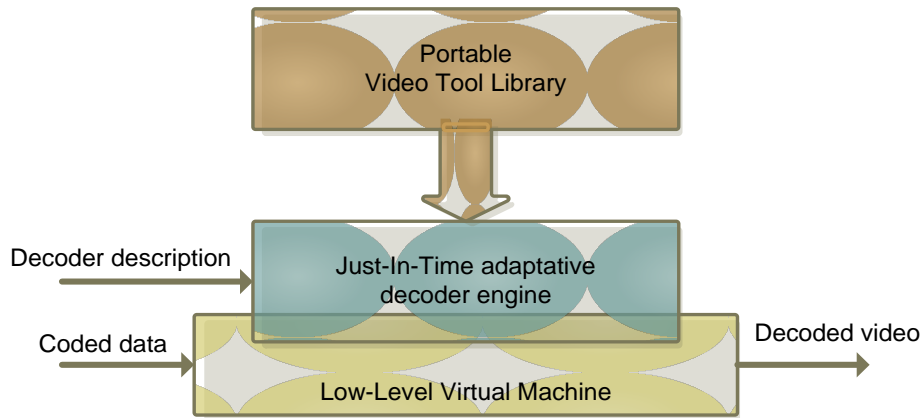 Portable
Video Tool Library
Decoder description
Just-In-Time adaptative
decoder engine
Coded data
Decoded video
Low-Level Virtual Machine